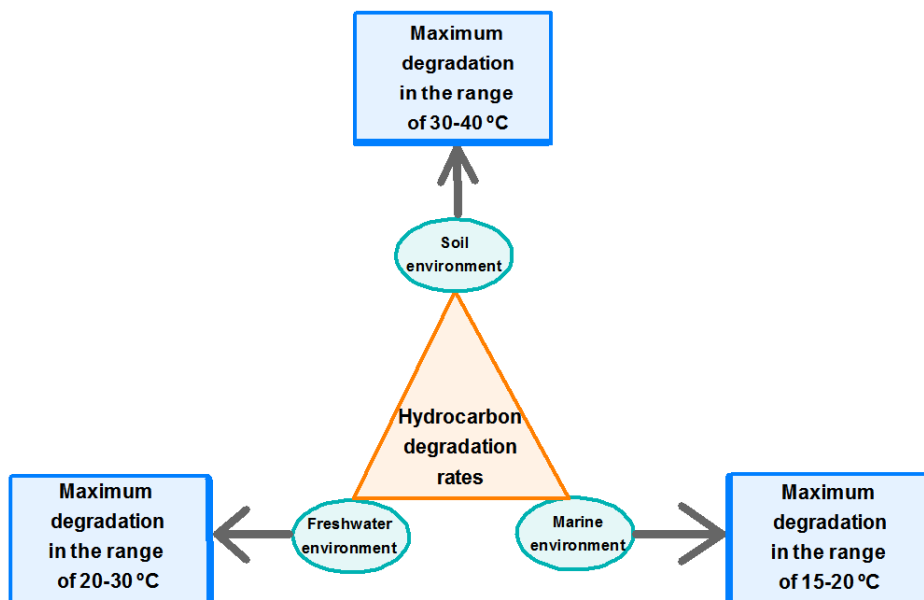 Maximum
degradation
in the range
of 30-40 ºC
Soil
environment
Hydrocarbon
degradation
rates
Maximum
degradation
in the range
of 20-30 ºC
Freshwater
environment
Marine
environment
Maximum
degradation
in the range
of 15-20 ºC